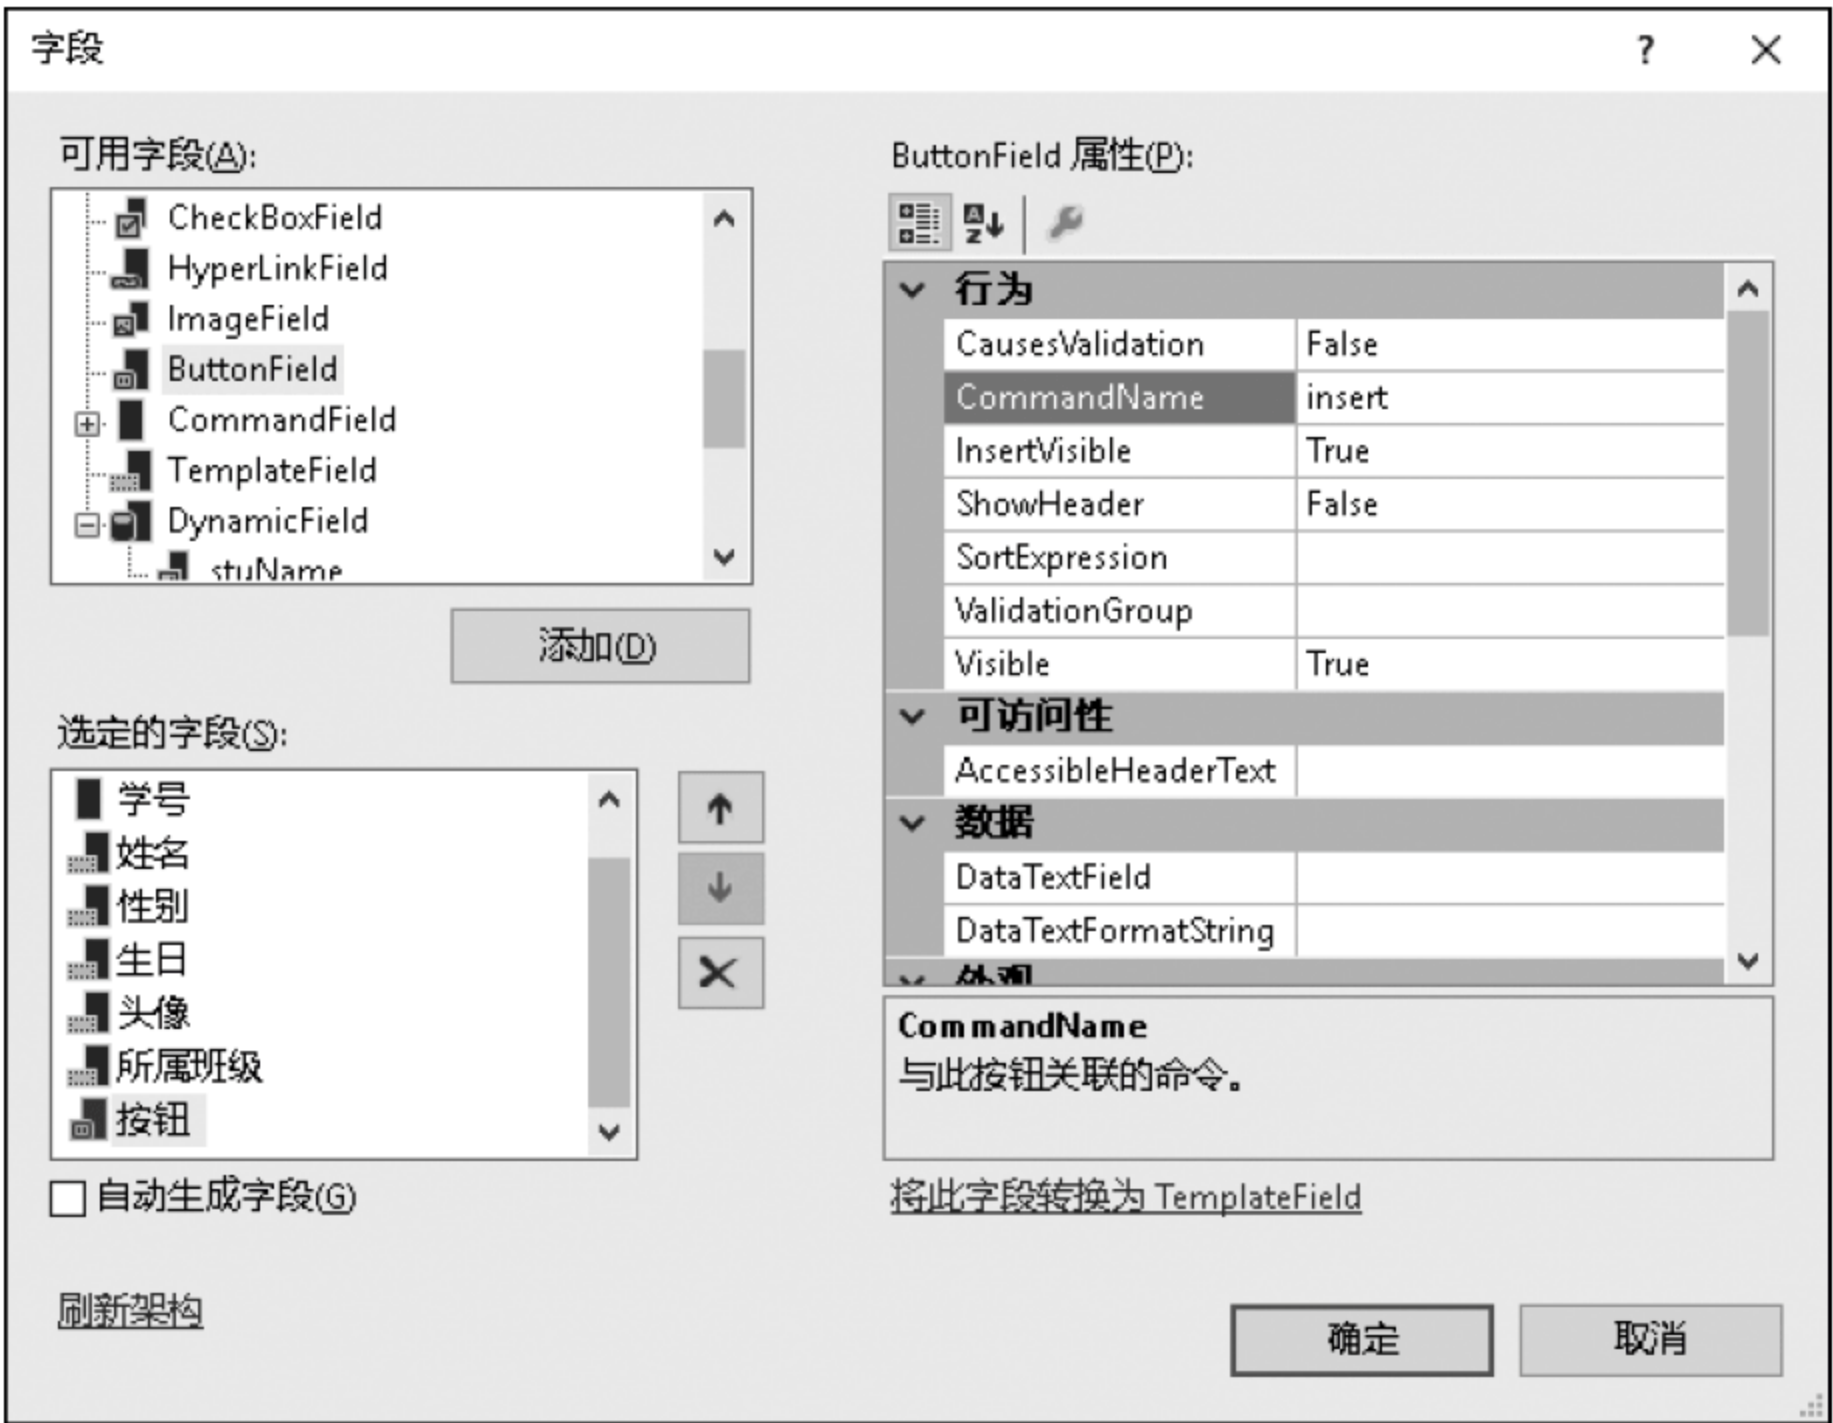 字段
?
可用字段(A):
CheckBoxField
HyperLinkField
ImageField
ButtonField
CommandField
TemplateField
DynamicField
stuName
添加(D)
选定的字段(S):
学号
姓名
性别
生日
头像
所属班级
按钮
自动生成字段(G)
刷新架构
ButtonField 属性(P):
行为
CausesValidation False
CommandName insert
InsertVisible True
ShowHeader False
SortExpression
ValidationGroup
Visible True
可访问性
AccessibleHeaderText
数据
DataTextField
DataTextFormatString
外观
CommandName
与此按钮关联的命令。
将此字段转换为 TemplateField
确定
取消